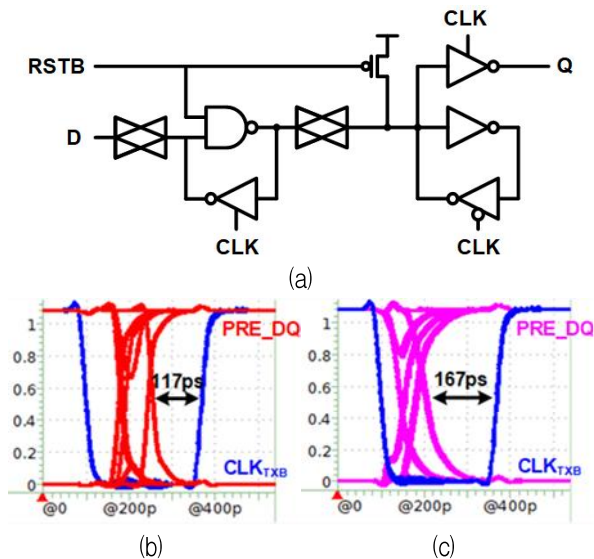 CLK
RSTB
Q
D
CLK
CLK
(a)
1
PRE_DQ
0.8
0.6
117ps
0.4
0.2
CLKTXB
0
@0
@200p
@400p
1
PRE_DQ
0.8
0.6
167ps
0.4
0.2
CLKTXB
0
@0
@200p
@400p
(b)
(c)